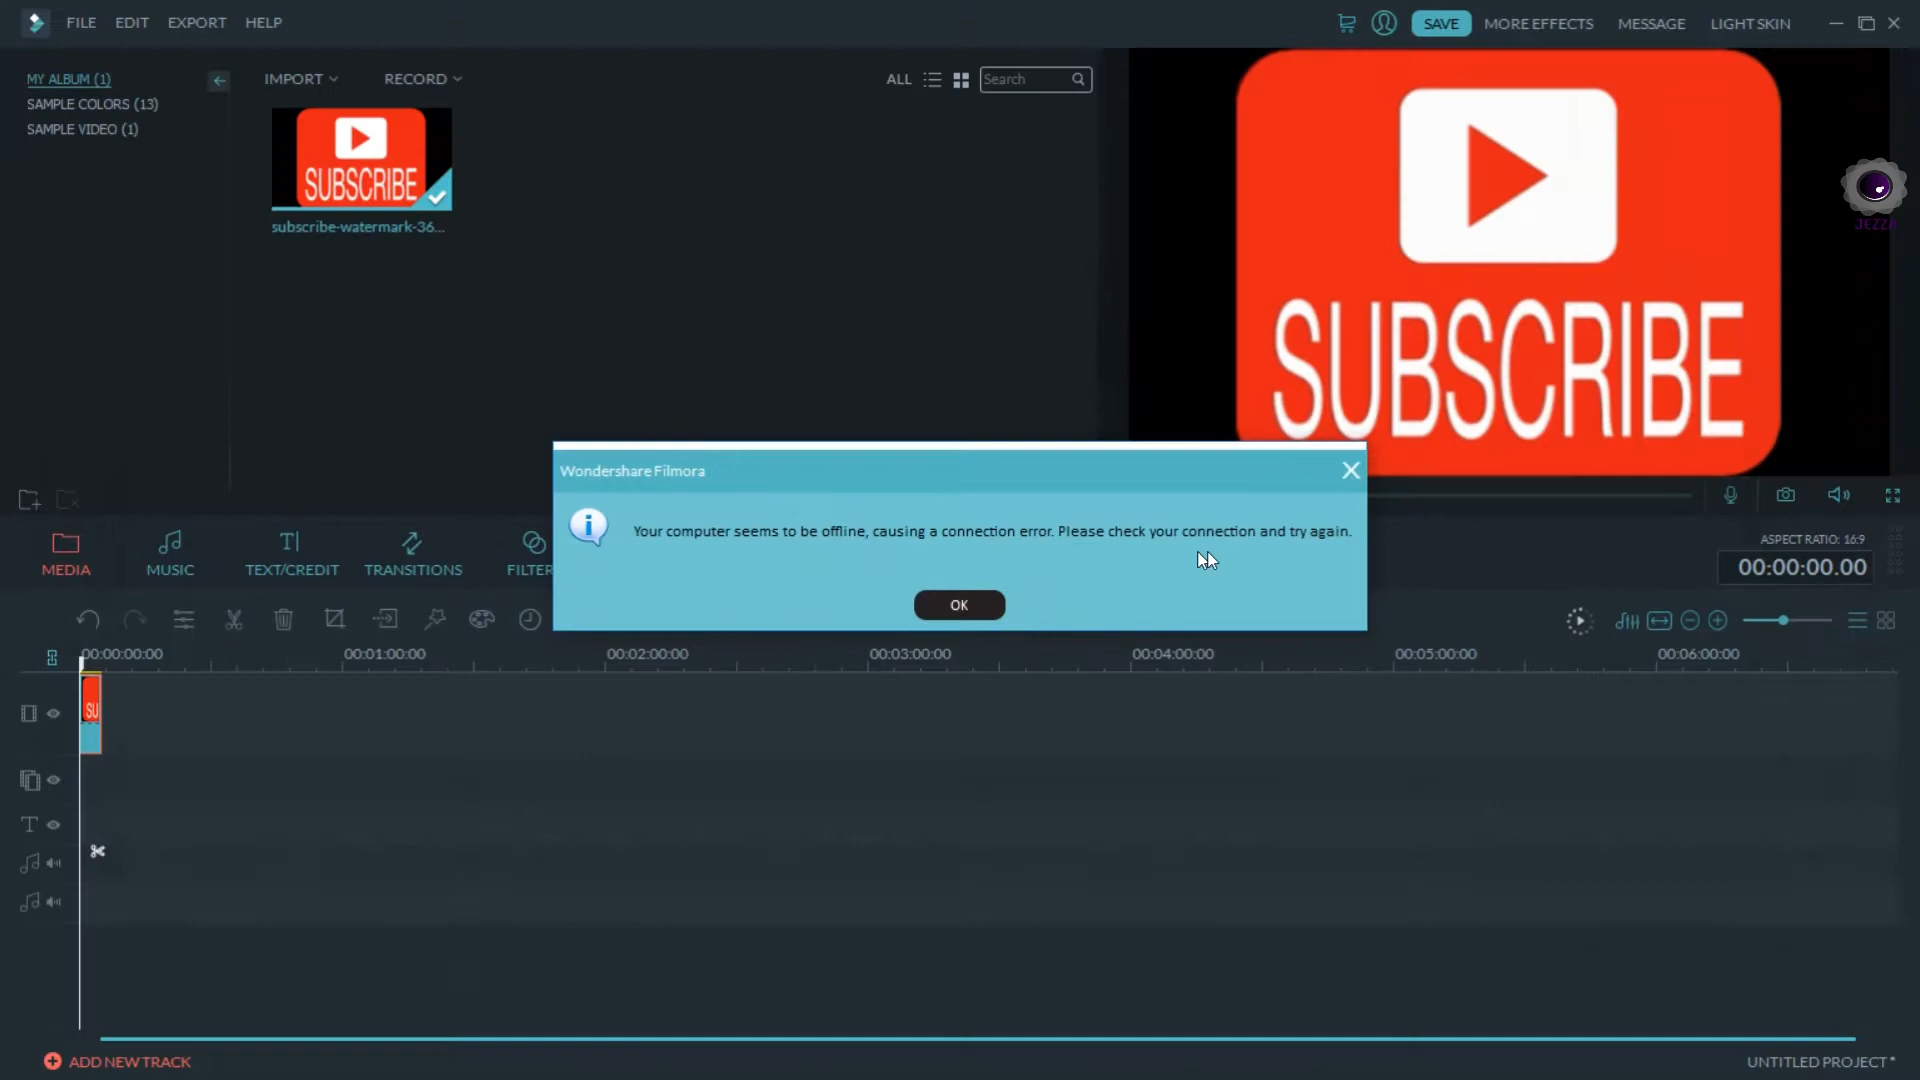 FILE EDIT EXPORT HELP
SAVE MORE EFFECTS MESSAGE LIGHT SKIN
MY ALBUM (1)
SAMPLE COLORS (13)
SAMPLE VIDEO (1)
IMPORT RECORD ALL Search
SUBSCRIBE
subscribe-watermark-36...
SUBSCRIBE
JEZZA
Wondershare Filmora
Your computer seems to be offline, causing a connection error. Please check your connection and try again.
OK
MEDIA MUSIC TEXT/CREDIT TRANSITIONS FILTER
ASPECT RATIO: 16:9
00:00:00.00
00:00:00:00 00:01:00:00 00:02:00:00 00:03:00:00 00:04:00:00 00:05:00:00 00:06:00:00
SU
ADD NEW TRACK
UNTITLED PROJECT *